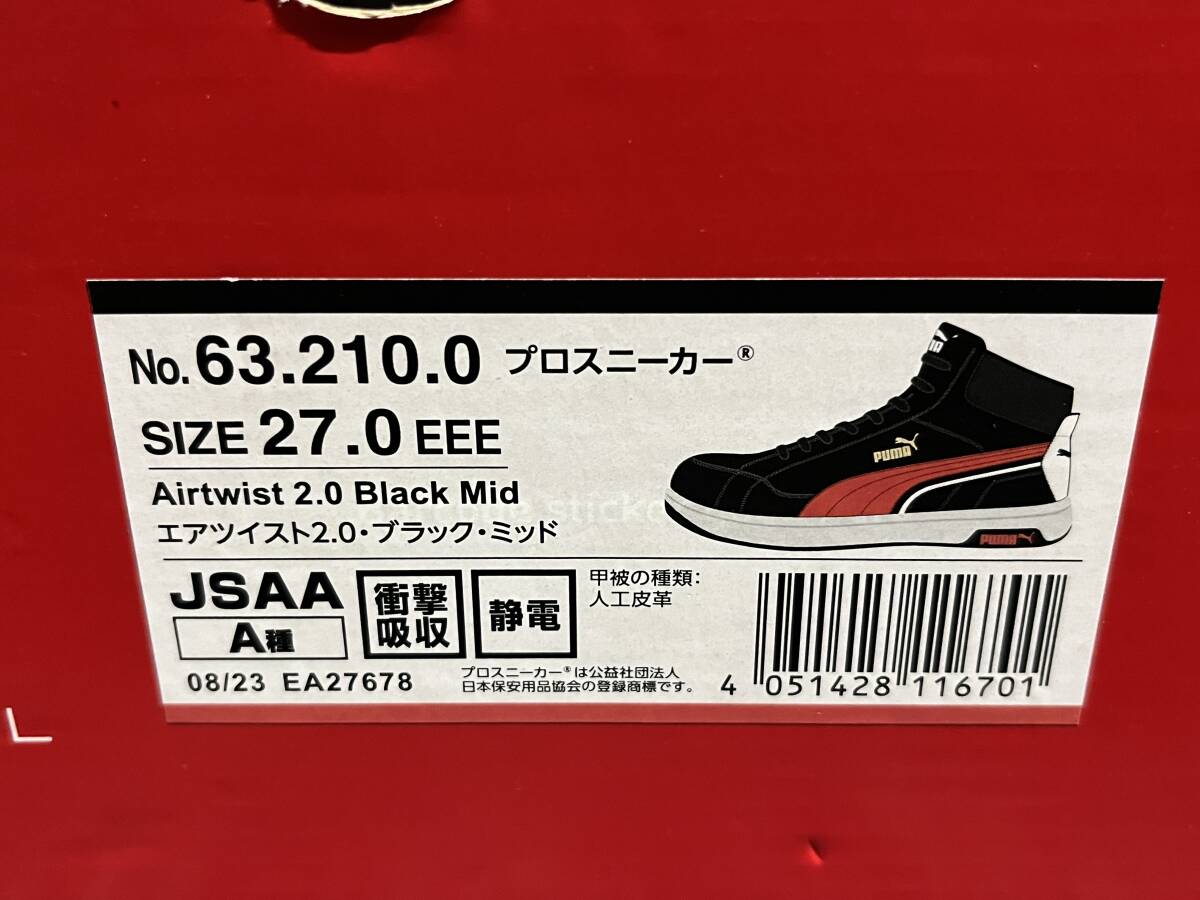 No.63.210.0 プロスニーカー®
SIZE 27.0 EEE
Airtwist 2.0 Black Mid
エアツイスト2.0・ブラック・ミッド
PUMA
PUMA
JSAA
A種
衝撃
吸収
静電
甲被の種類:
人工皮革
08/23 EA27678
プロスニーカー®は公益社団法人
日本保安用品協会の登録商標です。
4 051428 116701